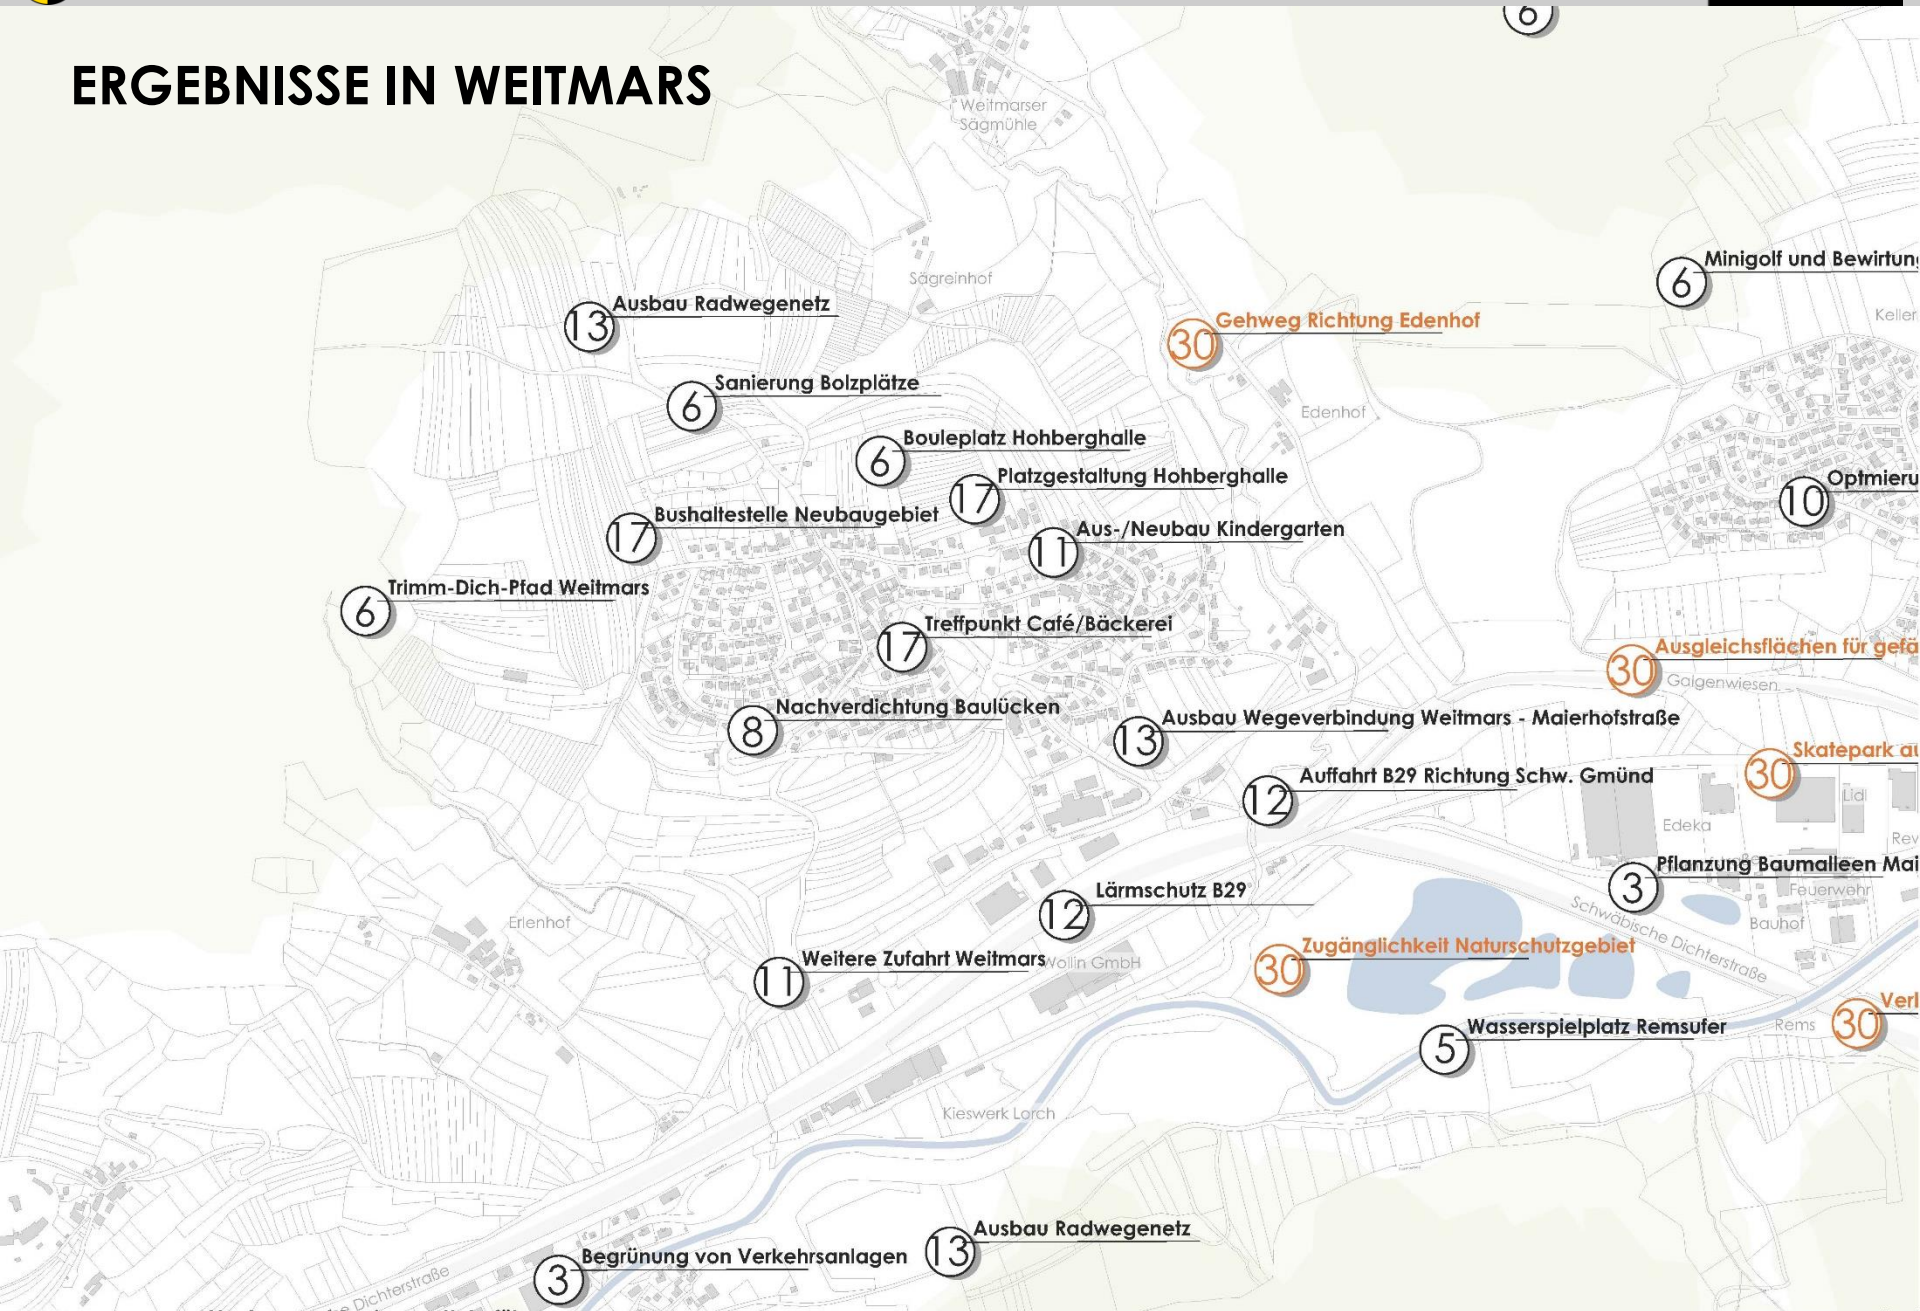 6
ERGEBNISSE IN WEITMARS
Weitmarser
Sägmühle
Sägreinhof
6 Minigolf und Bewirtung
Keller
13 Ausbau Radwegenetz
30 Gehweg Richtung Edenhof
6 Sanierung Bolzplätze
Edenhof
6 Bouleplatz Hohberghalle
17 Platzgestaltung Hohberghalle
10 Optmieru
17 Bushaltestelle Neubaugebiet
11 Aus-/Neubau Kindergarten
6 Trimm-Dich-Pfad Weitmars
17 Treffpunkt Café/Bäckerei
30 Ausgleichsflächen für gefä
Galgenwiesen
8 Nachverdichtung Baulücken
13 Ausbau Wegeverbindung Weitmars - Maierhofstraße
30 Skatepark au
12 Auffahrt B29 Richtung Schw. Gmünd
Lidl
Edeka
Rev
3 Pflanzung Baumalleen Mai
Feuerwehr
12 Lärmschutz B29
Schwäbische Dichterstraße
Bauhof
Erlenhof
30 Zugänglichkeit Naturschutzgebiet
11 Weitere Zufahrt Weitmars
Wollin GmbH
30 Verl
5 Wasserspielplatz Remsufer
Rems
Kieswerk Lorch
13 Ausbau Radwegenetz
3 Begrünung von Verkehrsanlagen
e Dichterstraße